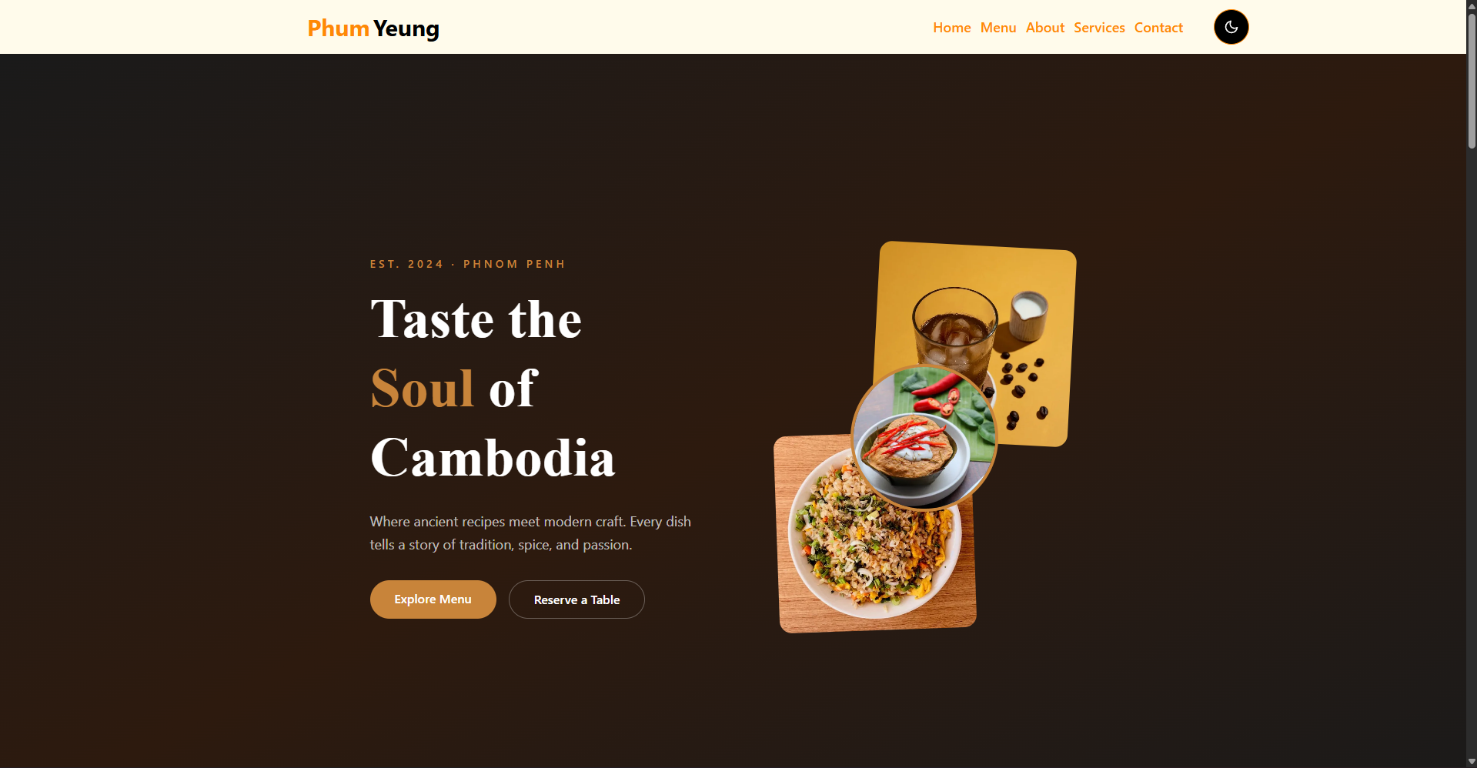 Phum Yeung
Home Menu About Services Contact
EST. 2024 · PHNOM PENH
Taste the
Soul of
Cambodia
Where ancient recipes meet modern craft. Every dish
tells a story of tradition, spice, and passion.
Explore Menu
Reserve a Table